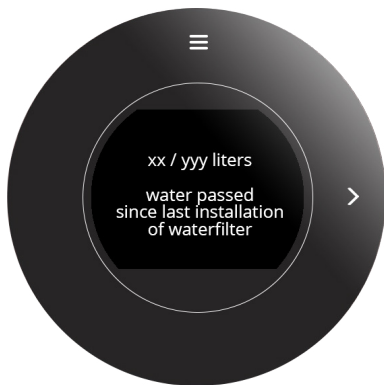 xx / yyy liters
water passed
since last installation
of waterfilter